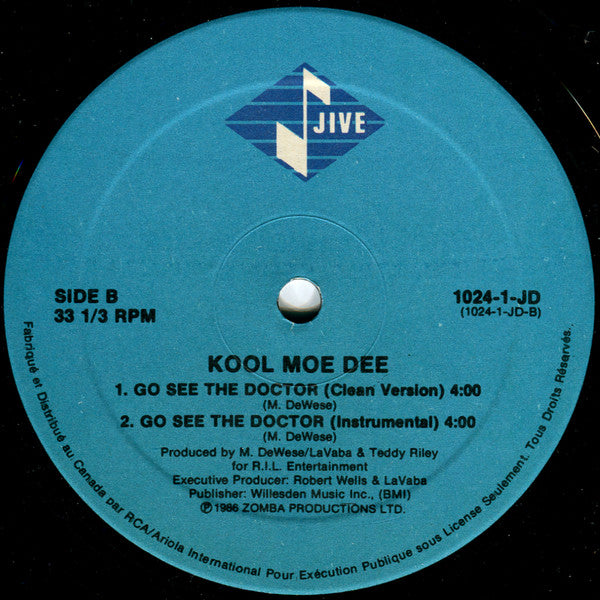 JIVE
SIDE B
33 1/3 RPM
1024-1-JD
(1024-1-JD-B)
KOOL MOE DEE
1. GO SEE THE DOCTOR (Clean Version) 4:00
(M. DeWese)
2. GO SEE THE DOCTOR (Instrumental) 4:00
(M. DeWese)
Produced by M. DeWese/LaVaba & Teddy Riley
for R.I.L. Entertainment
Executive Producer: Robert Wells & LaVaba
Publisher: Willesden Music Inc., (BMI)
℗1986 ZOMBA PRODUCTIONS LTD.
Fabriqué et Distribué au Canada par RCA/Ariola International Pour Exécution Publique sous License Seulement. Tous Droits Réservés.